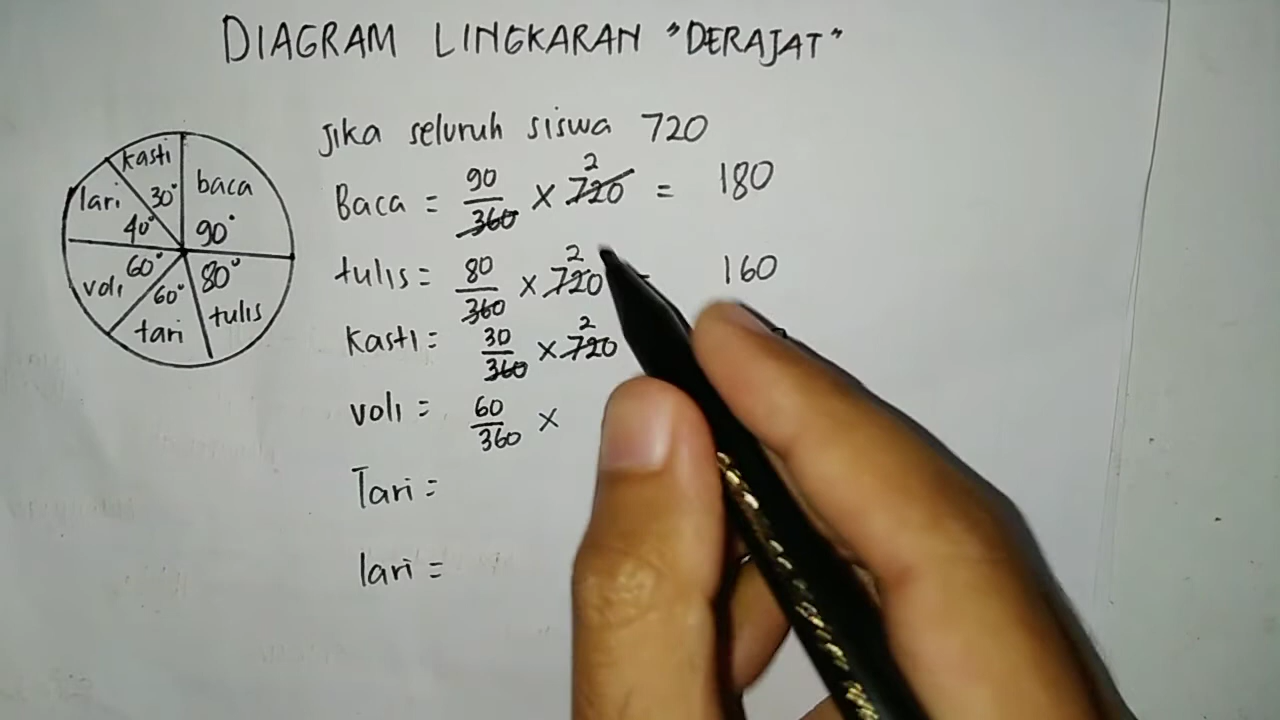 DIAGRAM LINGKARAN "DERAJAT"
Jika seluruh siswa 720
kasti 30°
baca 90°
lari 40°
voli 60°
tari 60°
tulis 80°
Baca = 90/360 × 720 2 = 180
tulis = 80/360 × 720 2 = 160
Kasti = 30/360 × 720 2
voli = 60/360 ×
Tari =
lari =